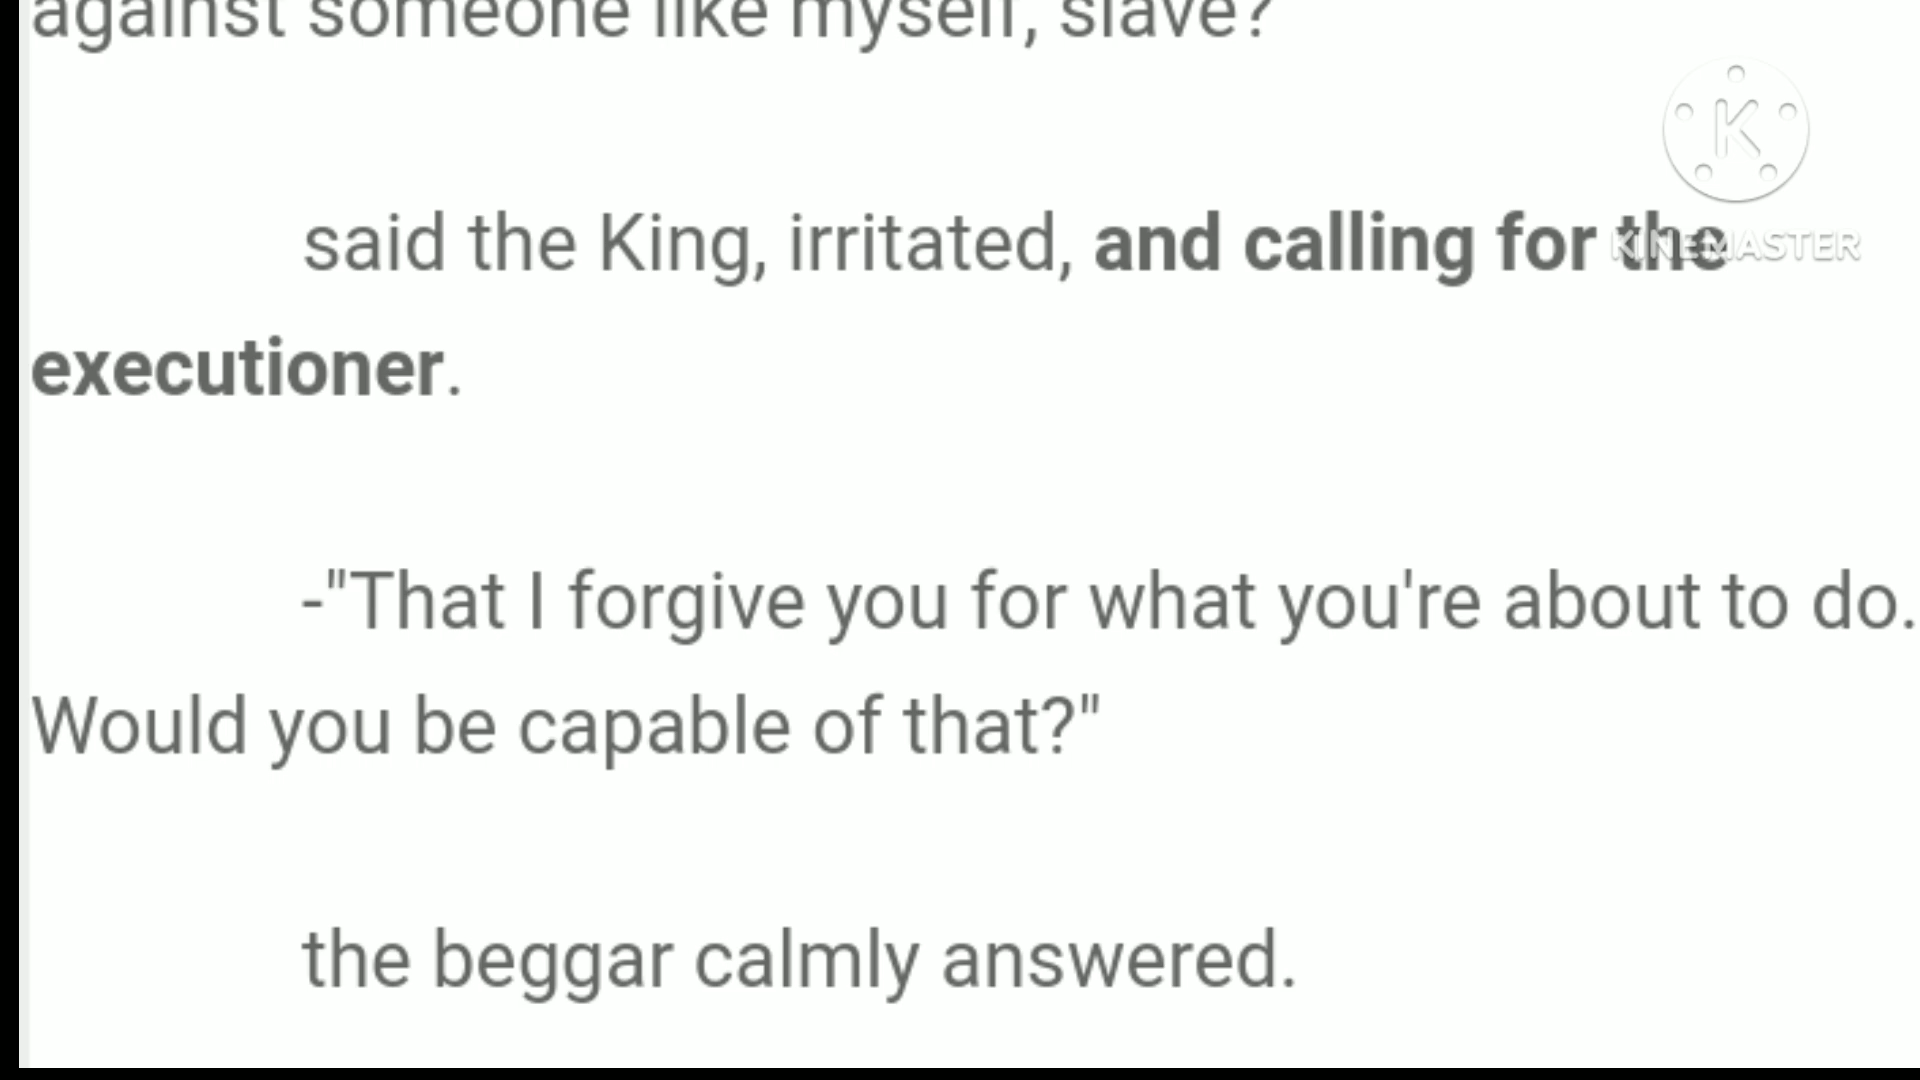 against someone like myself, slave?
K
said the King, irritated, and calling for the
KINEMASTER
executioner.
-"That I forgive you for what you're about to do.
Would you be capable of that?"
the beggar calmly answered.